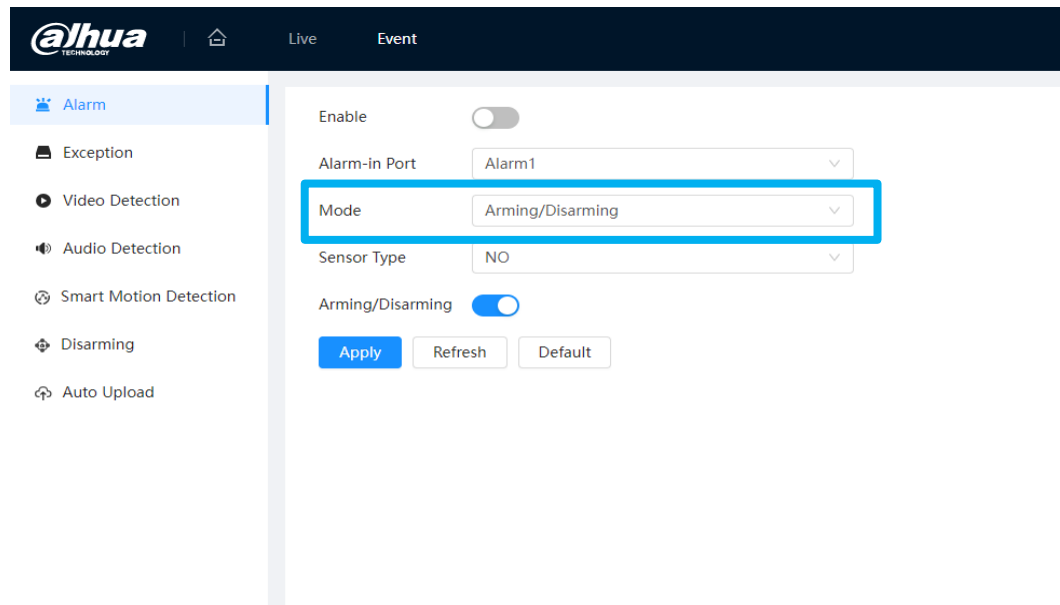 alhua
TECHNOLOGY
Live Event
Alarm
Exception
Video Detection
Audio Detection
Smart Motion Detection
Disarming
Auto Upload
Enable
Alarm-in Port Alarm1
Mode Arming/Disarming
Sensor Type NO
Arming/Disarming
Apply Refresh Default